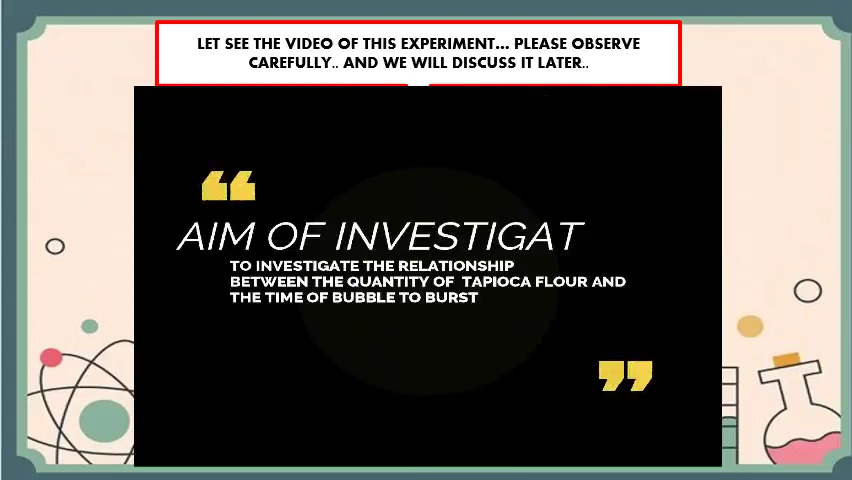 LET SEE THE VIDEO OF THIS EXPERIMENT... PLEASE OBSERVE
CAREFULLY.. AND WE WILL DISCUSS IT LATER..
“
AIM OF INVESTIGAT
TO INVESTIGATE THE RELATIONSHIP
BETWEEN THE QUANTITY OF TAPIOCA FLOUR AND
THE TIME OF BUBBLE TO BURST
”